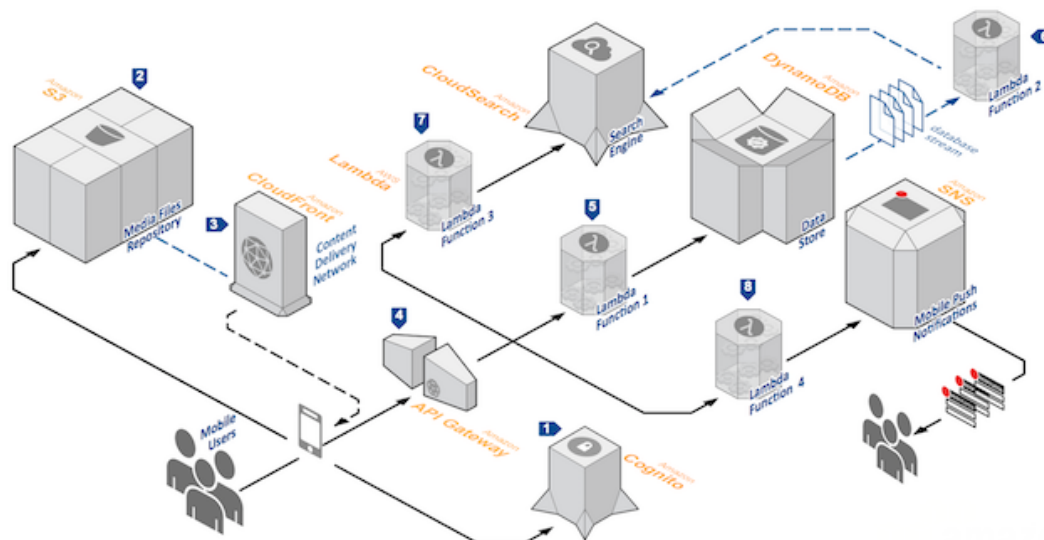 2
Amazon
S3
Media Files
Repository
3
Amazon
CloudFront
Content
Delivery
Network
7
AWS
Lambda
Lambda
Function 3
Amazon
CloudSearch
Search
Engine
Amazon
DynamoDB
Data
Store
database
stream
Lambda
Function 2
5
Lambda
Function 1
Amazon
SNS
Mobile Push
Notifications
8
Lambda
Function 4
4
Amazon
API Gateway
1
Amazon
Cognito
Mobile
Users